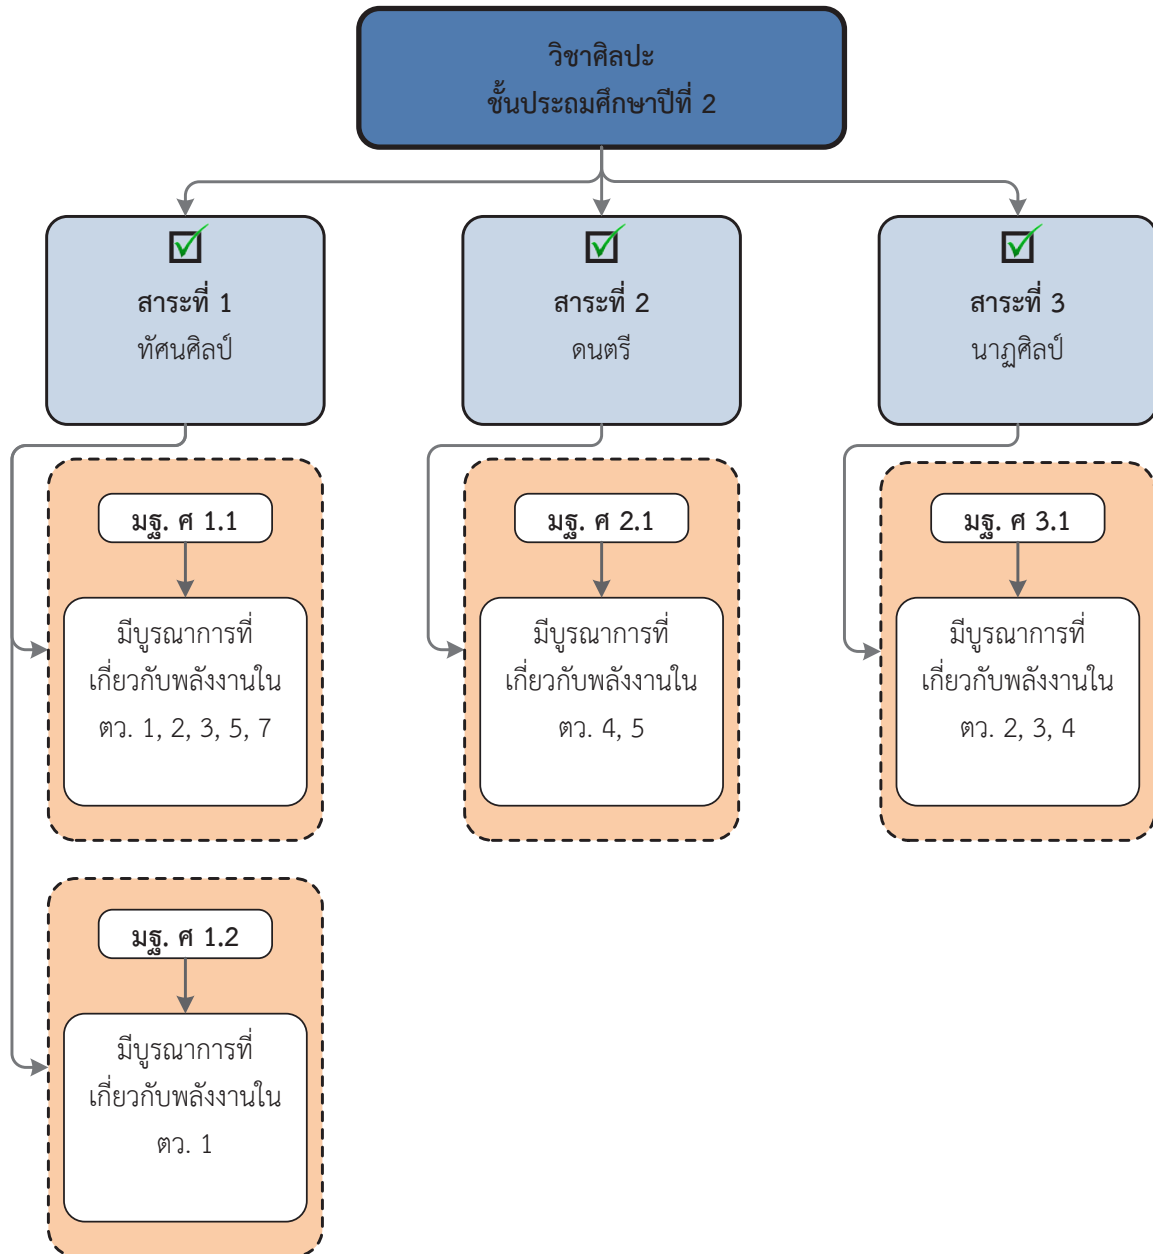 วิชาศิลปะ
ชั้นประถมศึกษาปีที่ 2
สาระที่ 1
ทัศนศิลป์
สาระที่ 2
ดนตรี
สาระที่ 3
นาฏศิลป์
มฐ. ศ 1.1
มีบูรณาการที่
เกี่ยวกับพลังงานใน
ตว. 1, 2, 3, 5, 7
มฐ. ศ 2.1
มีบูรณาการที่
เกี่ยวกับพลังงานใน
ตว. 4, 5
มฐ. ศ 3.1
มีบูรณาการที่
เกี่ยวกับพลังงานใน
ตว. 2, 3, 4
มฐ. ศ 1.2
มีบูรณาการที่
เกี่ยวกับพลังงานใน
ตว. 1